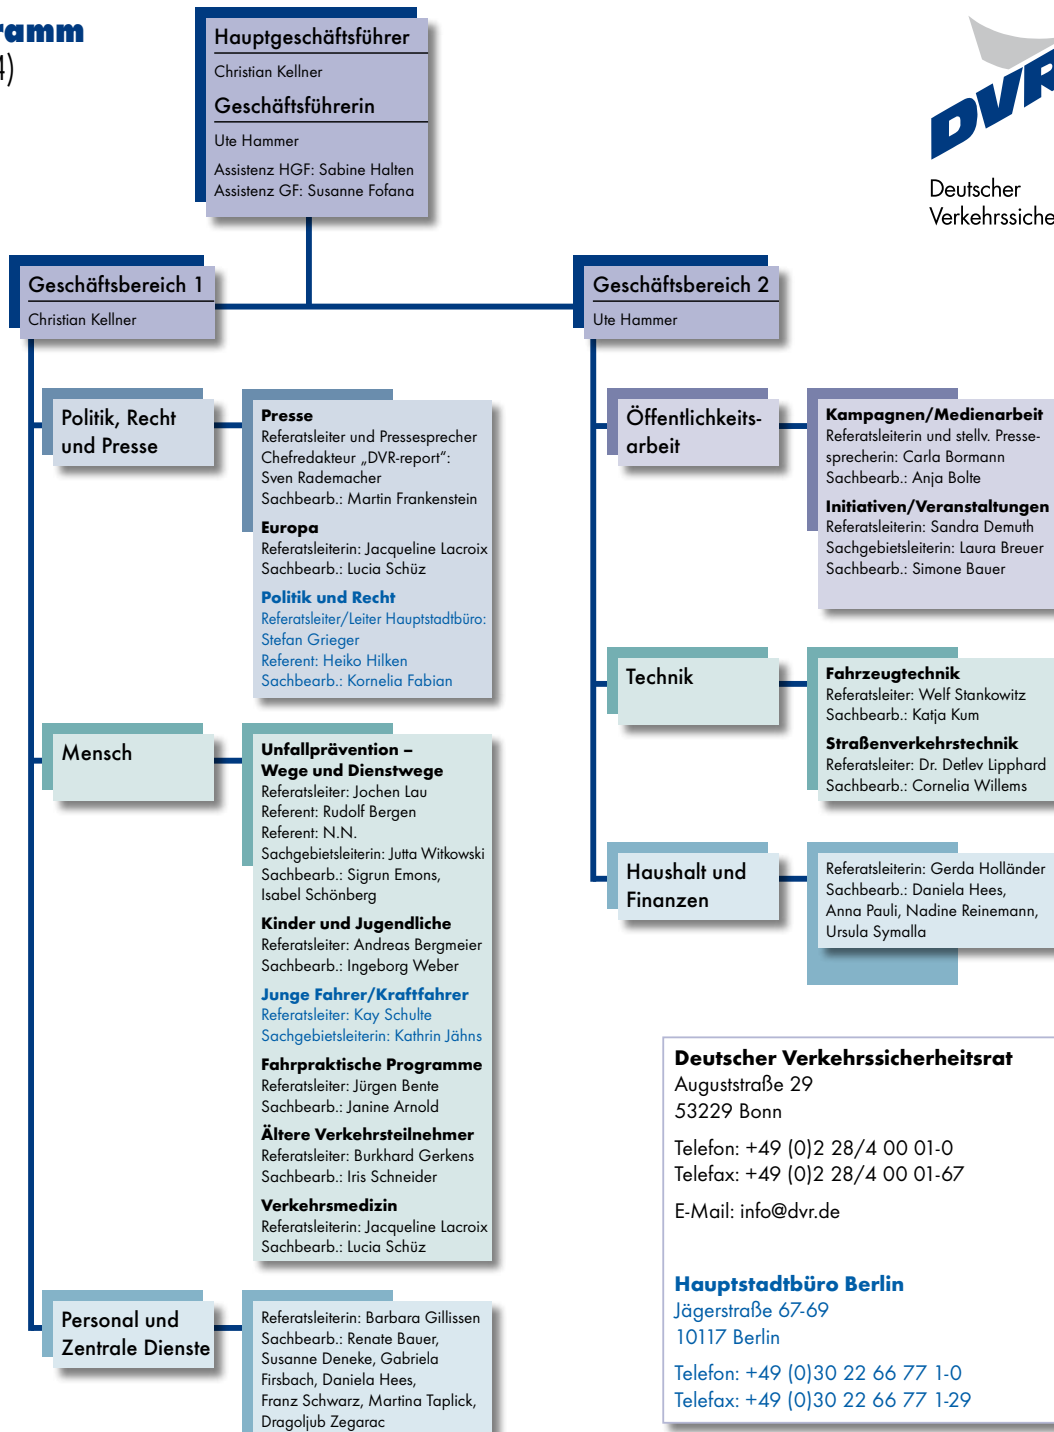 4)
Hauptgeschäftsführer
Christian Kellner
Geschäftsführerin
Ute Hammer
Assistenz HGF: Sabine Halten
Assistenz GF: Susanne Fofana
DVR
Deutscher
Geschäftsbereich 1
Christian Kellner
Geschäftsbereich 2
Ute Hammer
Politik, Recht
und Presse
Presse
Referatsleiter und Pressesprecher
Chefredakteur „DVR-report“:
Sven Rademacher
Sachbearb.: Martin Frankenstein
Europa
Referatsleiterin: Jacqueline Lacroix
Sachbearb.: Lucia Schüz
Politik und Recht
Referatsleiter/Leiter Hauptstadtbüro:
Stefan Grieger
Referent: Heiko Hilken
Sachbearb.: Kornelia Fabian
Mensch
Unfallprävention –
Wege und Dienstwege
Referatsleiter: Jochen Lau
Referent: Rudolf Bergen
Referent: N.N.
Sachgebietsleiterin: Jutta Witkowski
Sachbearb.: Sigrun Emons,
Isabel Schönberg
Kinder und Jugendliche
Referatsleiter: Andreas Bergmeier
Sachbearb.: Ingeborg Weber
Junge Fahrer/Kraftfahrer
Referatsleiter: Kay Schulte
Sachgebietsleiterin: Kathrin Jähns
Fahrpraktische Programme
Referatsleiter: Jürgen Bente
Sachbearb.: Janine Arnold
Ältere Verkehrsteilnehmer
Referatsleiter: Burkhard Gerkens
Sachbearb.: Iris Schneider
Verkehrsmedizin
Referatsleiterin: Jacqueline Lacroix
Sachbearb.: Lucia Schüz
Personal und
Zentrale Dienste
Referatsleiterin: Barbara Gillissen
Sachbearb.: Renate Bauer,
Susanne Deneke, Gabriela
Firsbach, Daniela Hees,
Franz Schwarz, Martina Taplick,
Dragoljub Zegarac
Öffentlichkeits-
arbeit
Kampagnen/Medienarbeit
Referatsleiterin und stellv. Presse-
sprecherin: Carla Bormann
Sachbearb.: Anja Bolte
Initiativen/Veranstaltungen
Referatsleiterin: Sandra Demuth
Sachgebietsleiterin: Laura Breuer
Sachbearb.: Simone Bauer
Technik
Fahrzeugtechnik
Referatsleiter: Welf Stankowitz
Sachbearb.: Katja Kum
Straßenverkehrstechnik
Referatsleiter: Dr. Detlev Lipphard
Sachbearb.: Cornelia Willems
Haushalt und
Finanzen
Referatsleiterin: Gerda Holländer
Sachbearb.: Daniela Hees,
Anna Pauli, Nadine Reinemann,
Ursula Symalla
Deutscher Verkehrssicherheitsrat
Auguststraße 29
53229 Bonn
Telefon: +49 (0)2 28/4 00 01-0
Telefax: +49 (0)2 28/4 00 01-67
E-Mail: info@dvr.de
Hauptstadtbüro Berlin
Jägerstraße 67-69
10117 Berlin
Telefon: +49 (0)30 22 66 77 1-0
Telefax: +49 (0)30 22 66 77 1-29